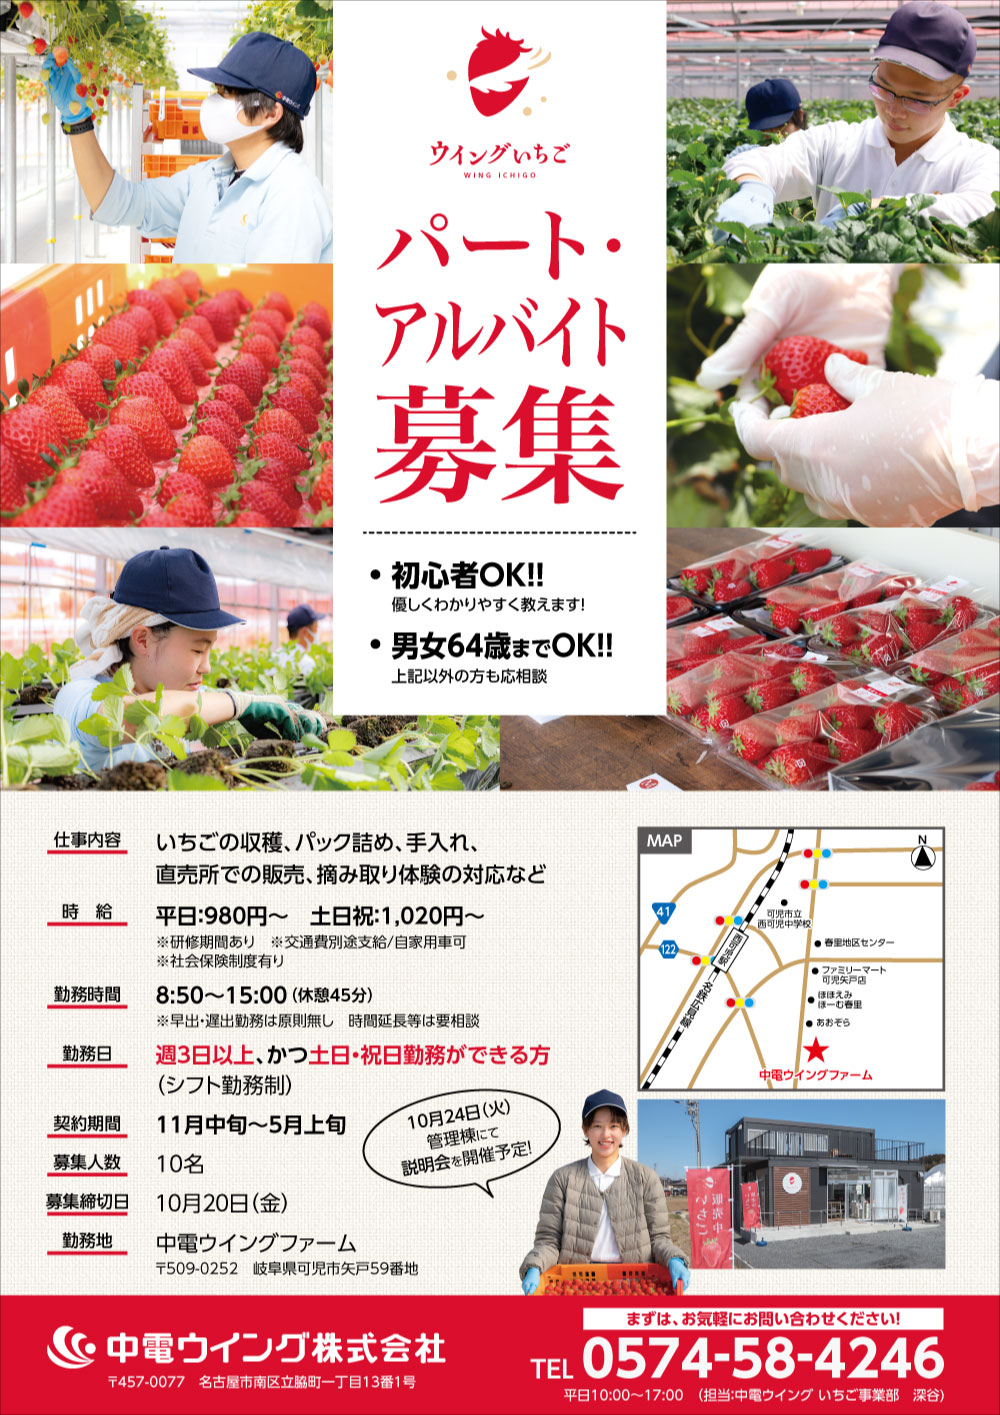 ウイングいちご
WING ICHIGO
パート・
アルバイト
募集
• 初心者OK!!
優しくわかりやすく教えます!
• 男女64歳までOK!!
上記以外の方も応相談
仕事内容
いちごの収穫、パック詰め、手入れ、
直売所での販売、摘み取り体験の対応など
時 給
平日:980円〜 土日祝:1,020円〜
※研修期間あり ※交通費別途支給/自家用車可
※社会保険制度有り
勤務時間
8:50〜15:00(休憩45分)
※早出・遅出勤務は原則無し 時間延長等は要相談
勤務日
週3日以上、かつ土日・祝日勤務ができる方
(シフト勤務制)
契約期間
11月中旬〜5月上旬
募集人数
10名
募集締切日
10月20日(金)
勤務地
中電ウイングファーム
〒509-0252 岐阜県可児市矢戸59番地
10月24日(火)
管理棟にて
説明会を開催予定!
MAP
N
41
122
可児市立
西可児中学校
西可児駅
名鉄広見線
春里地区センター
ファミリーマート
可児矢戸店
ほほえみ
ほーむ春里
あおぞら
中電ウイングファーム
販売中
いちご
中電ウイング株式会社
〒457-0077 名古屋市南区立脇町一丁目13番1号
まずは、お気軽にお問い合わせください!
TEL 0574-58-4246
平日10:00〜17:00 (担当:中電ウイング いちご事業部 深谷)